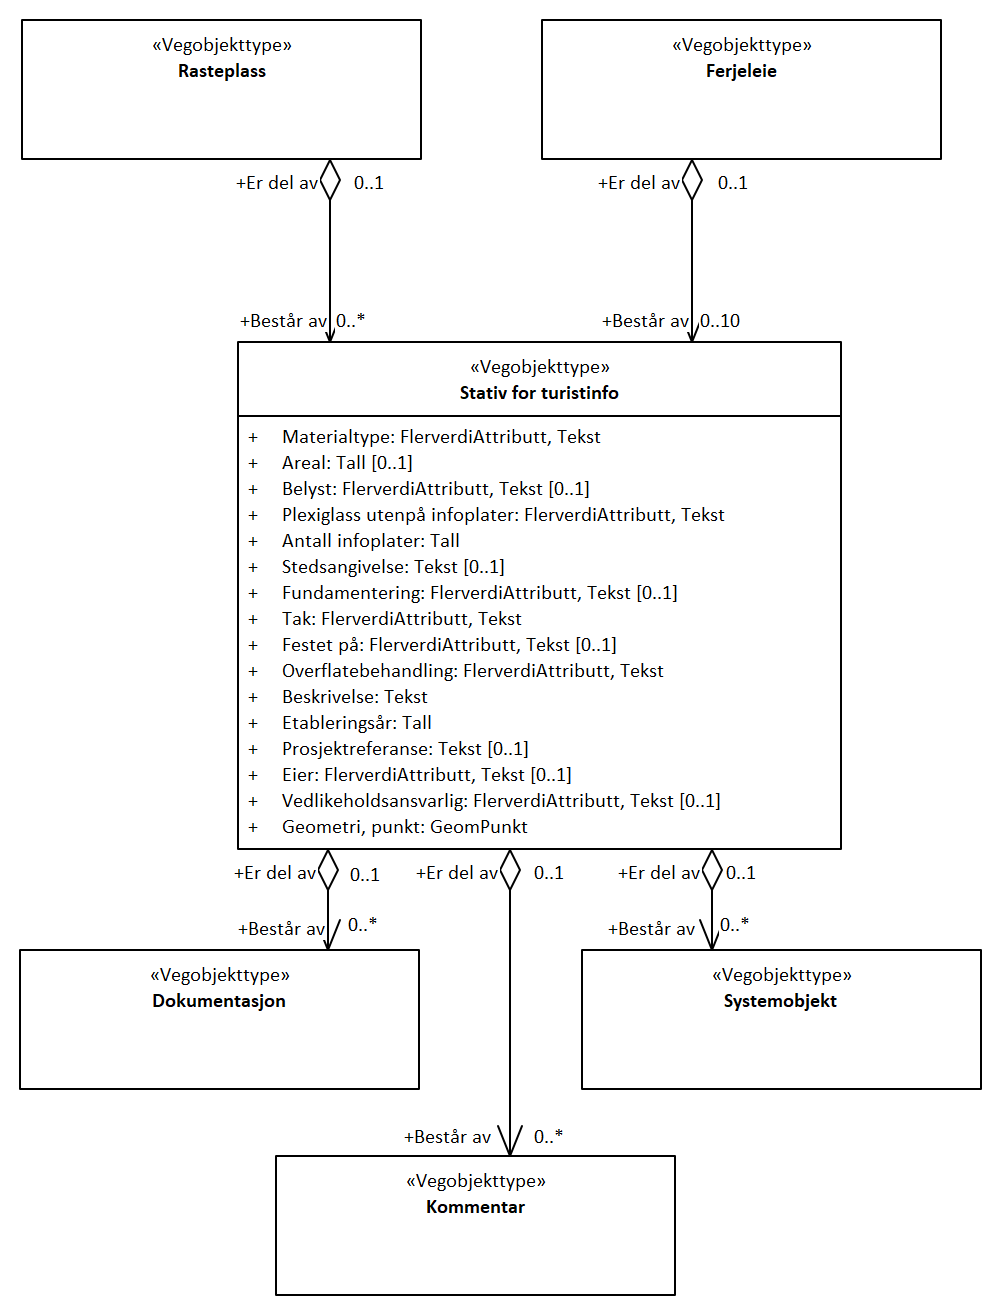 «Vegobjekttype»
Rasteplass
«Vegobjekttype»
Ferjeleie
+Er del av 0..1
+Er del av 0..1
+Består av 0..*
+Består av 0..10
«Vegobjekttype»
Stativ for turistinfo
+ Materialtype: FlerverdiAttributt, Tekst
+ Areal: Tall [0..1]
+ Belyst: FlerverdiAttributt, Tekst [0..1]
+ Plexiglass utenpå infoplater: FlerverdiAttributt, Tekst
+ Antall infoplater: Tall
+ Stedsangivelse: Tekst [0..1]
+ Fundamentering: FlerverdiAttributt, Tekst [0..1]
+ Tak: FlerverdiAttributt, Tekst
+ Festet på: FlerverdiAttributt, Tekst [0..1]
+ Overflatebehandling: FlerverdiAttributt, Tekst
+ Beskrivelse: Tekst
+ Etableringsår: Tall
+ Prosjektreferanse: Tekst [0..1]
+ Eier: FlerverdiAttributt, Tekst [0..1]
+ Vedlikeholdsansvarlig: FlerverdiAttributt, Tekst [0..1]
+ Geometri, punkt: GeomPunkt
+Er del av 0..1
+Er del av 0..1
+Er del av 0..1
+Består av 0..*
+Består av 0..*
«Vegobjekttype»
Dokumentasjon
«Vegobjekttype»
Systemobjekt
+Består av 0..*
«Vegobjekttype»
Kommentar